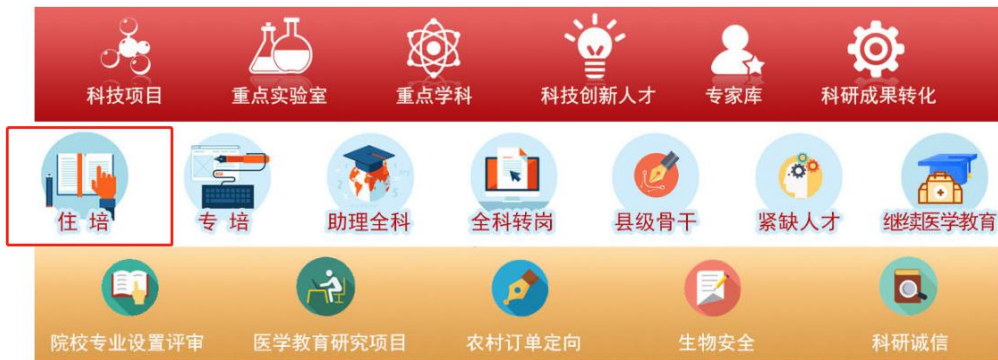 科技项目 重点实验室 重点学科 科技创新人才 专家库 科研成果转化
住 培 专 培 助理全科 全科转岗 县级骨干 紧缺人才 继续医学教育
院校专业设置评审 医学教育研究项目 农村订单定向 生物安全 科研诚信